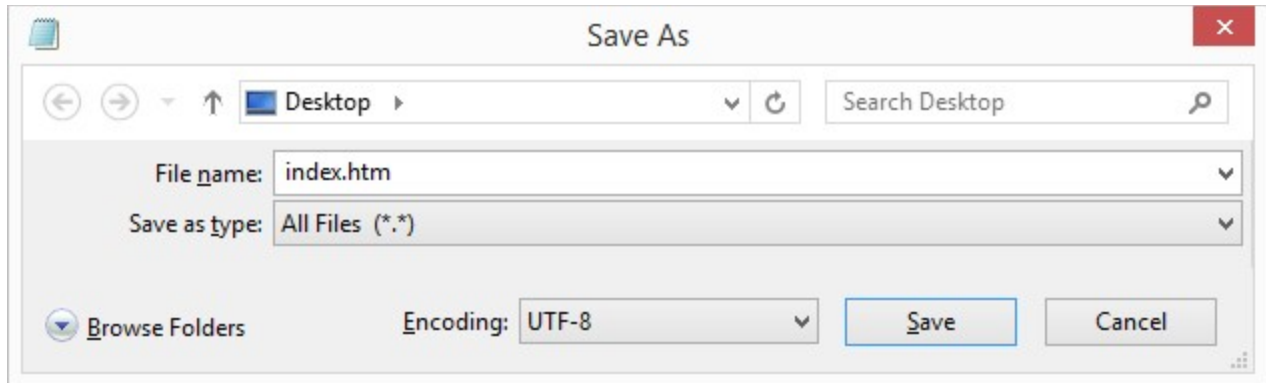 Save As
Desktop
Search Desktop
File name: index.htm
Save as type: All Files (*.*)
Browse Folders Encoding: UTF-8 Save Cancel